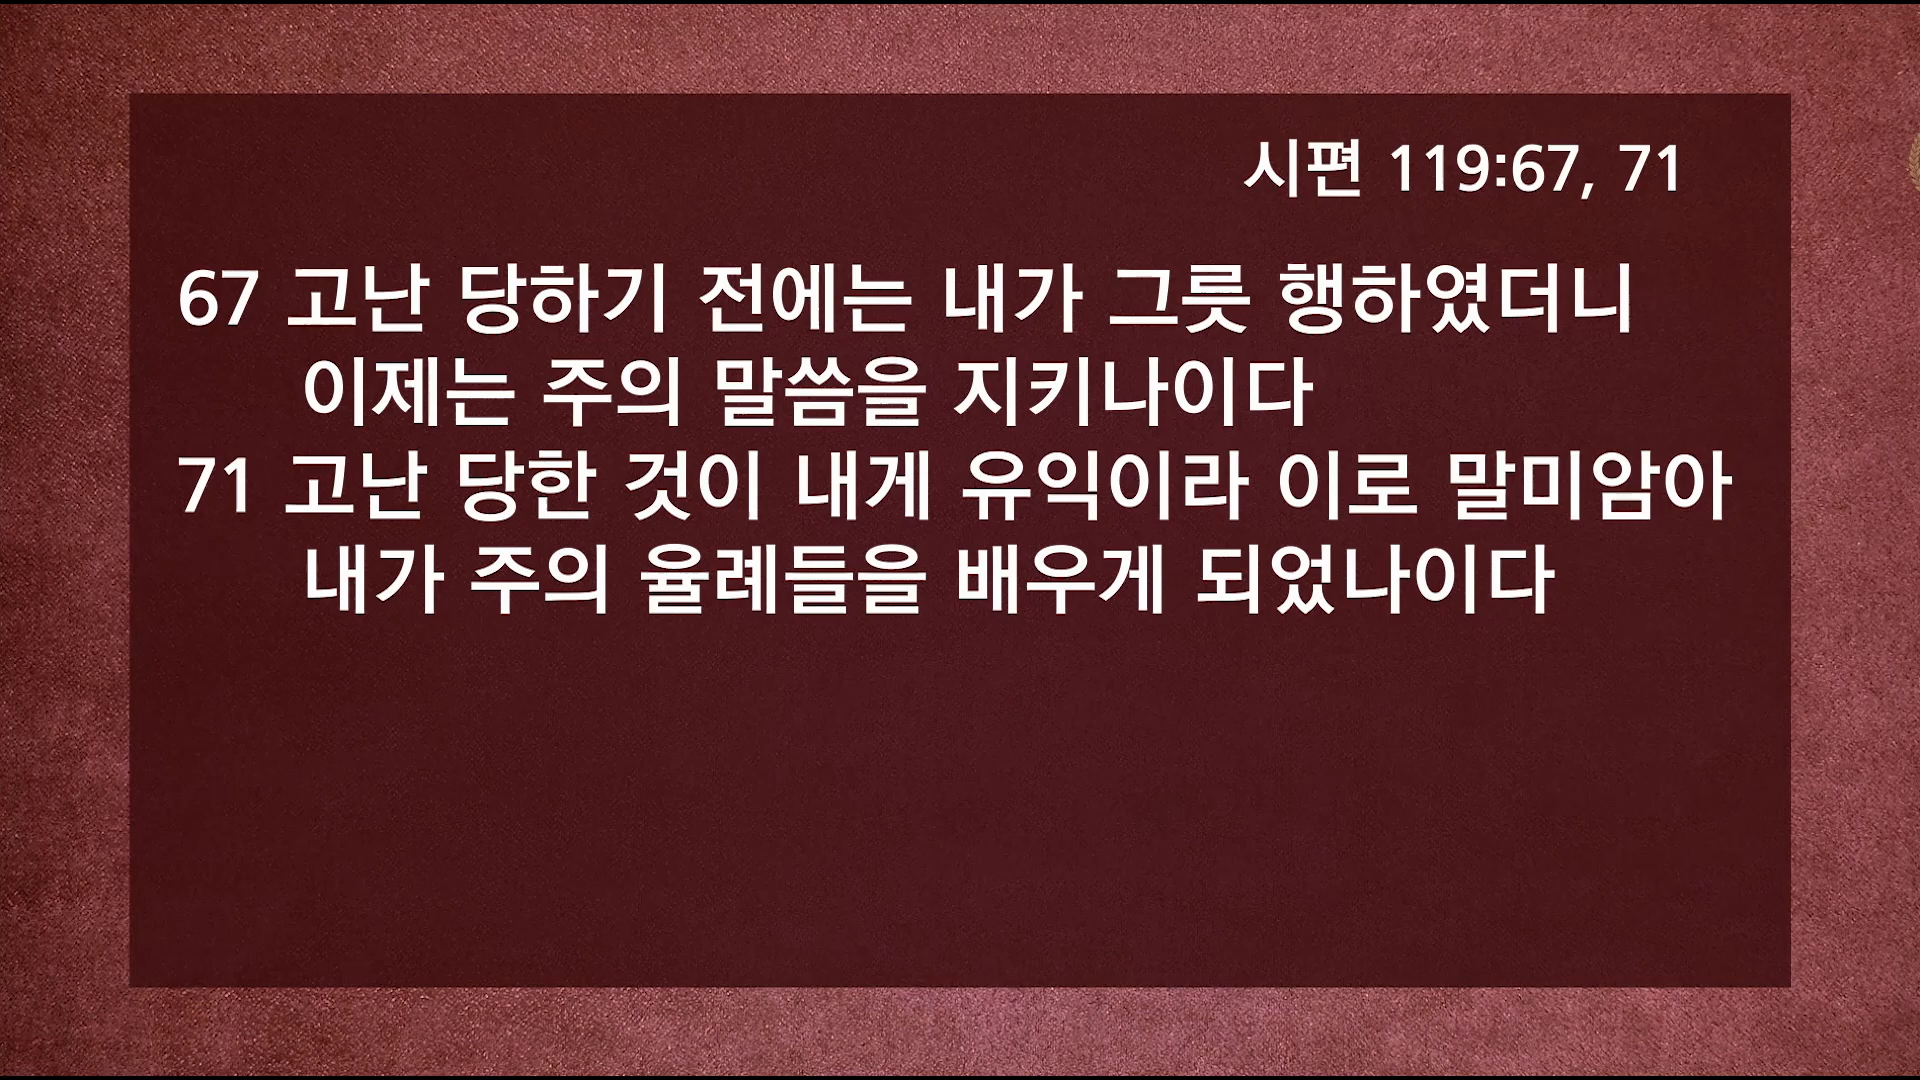 시편 119:67, 71
67 고난 당하기 전에는 내가 그릇 행하였더니
이제는 주의 말씀을 지키나이다
71 고난 당한 것이 내게 유익이라 이로 말미암아
내가 주의 율례들을 배우게 되었나이다